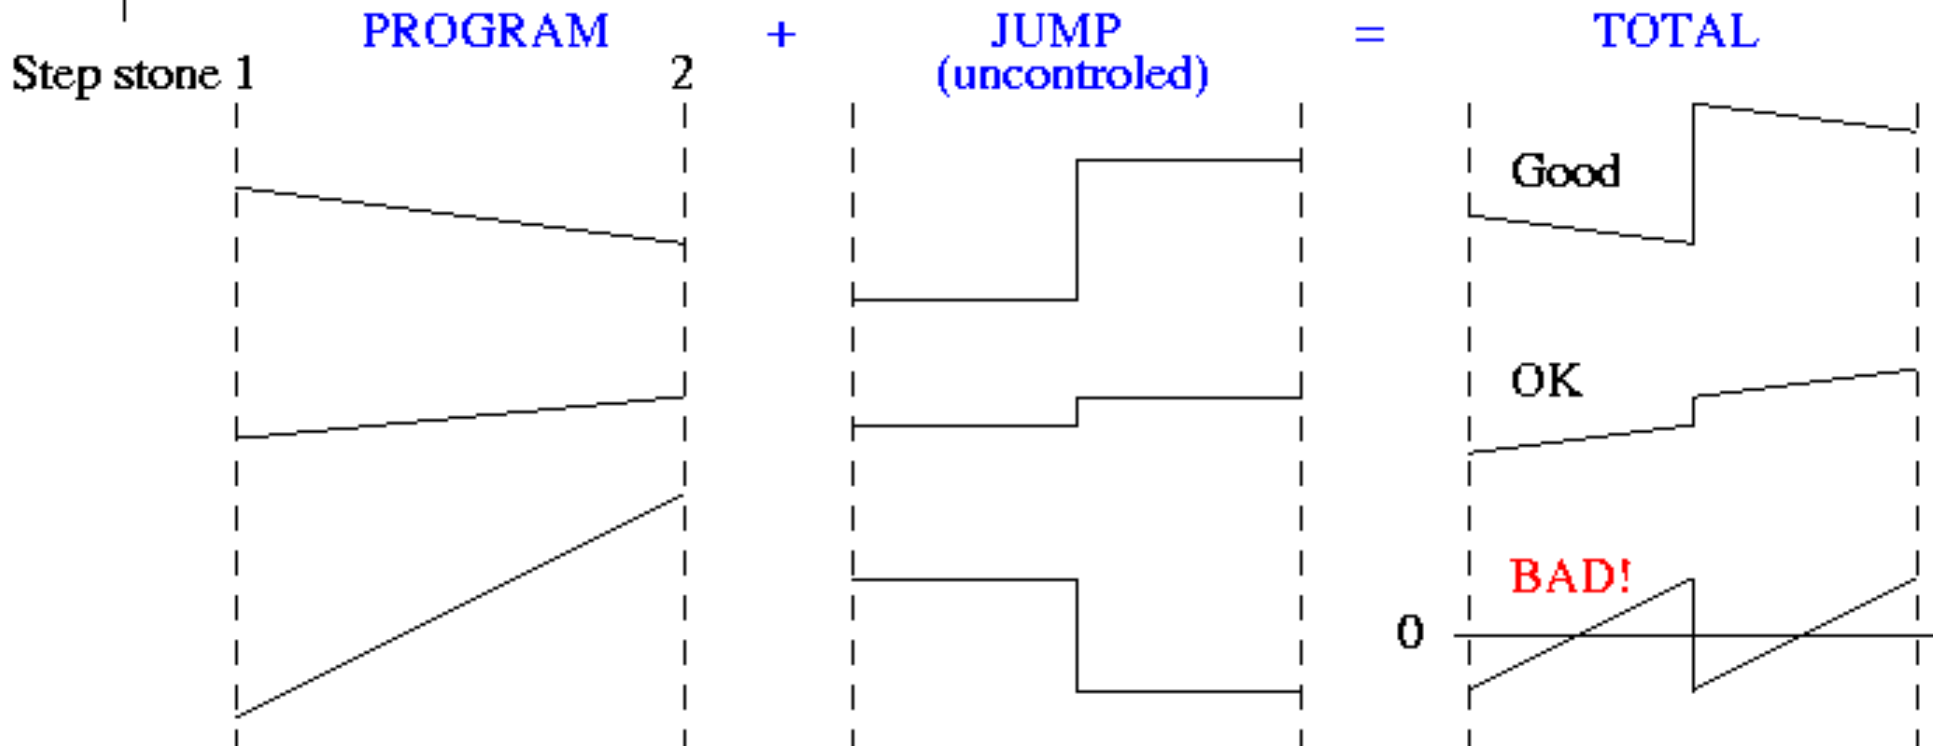 PROGRAM + JUMP = TOTAL
Step stone 1 2 (uncontroled)
Good
OK
BAD!
0